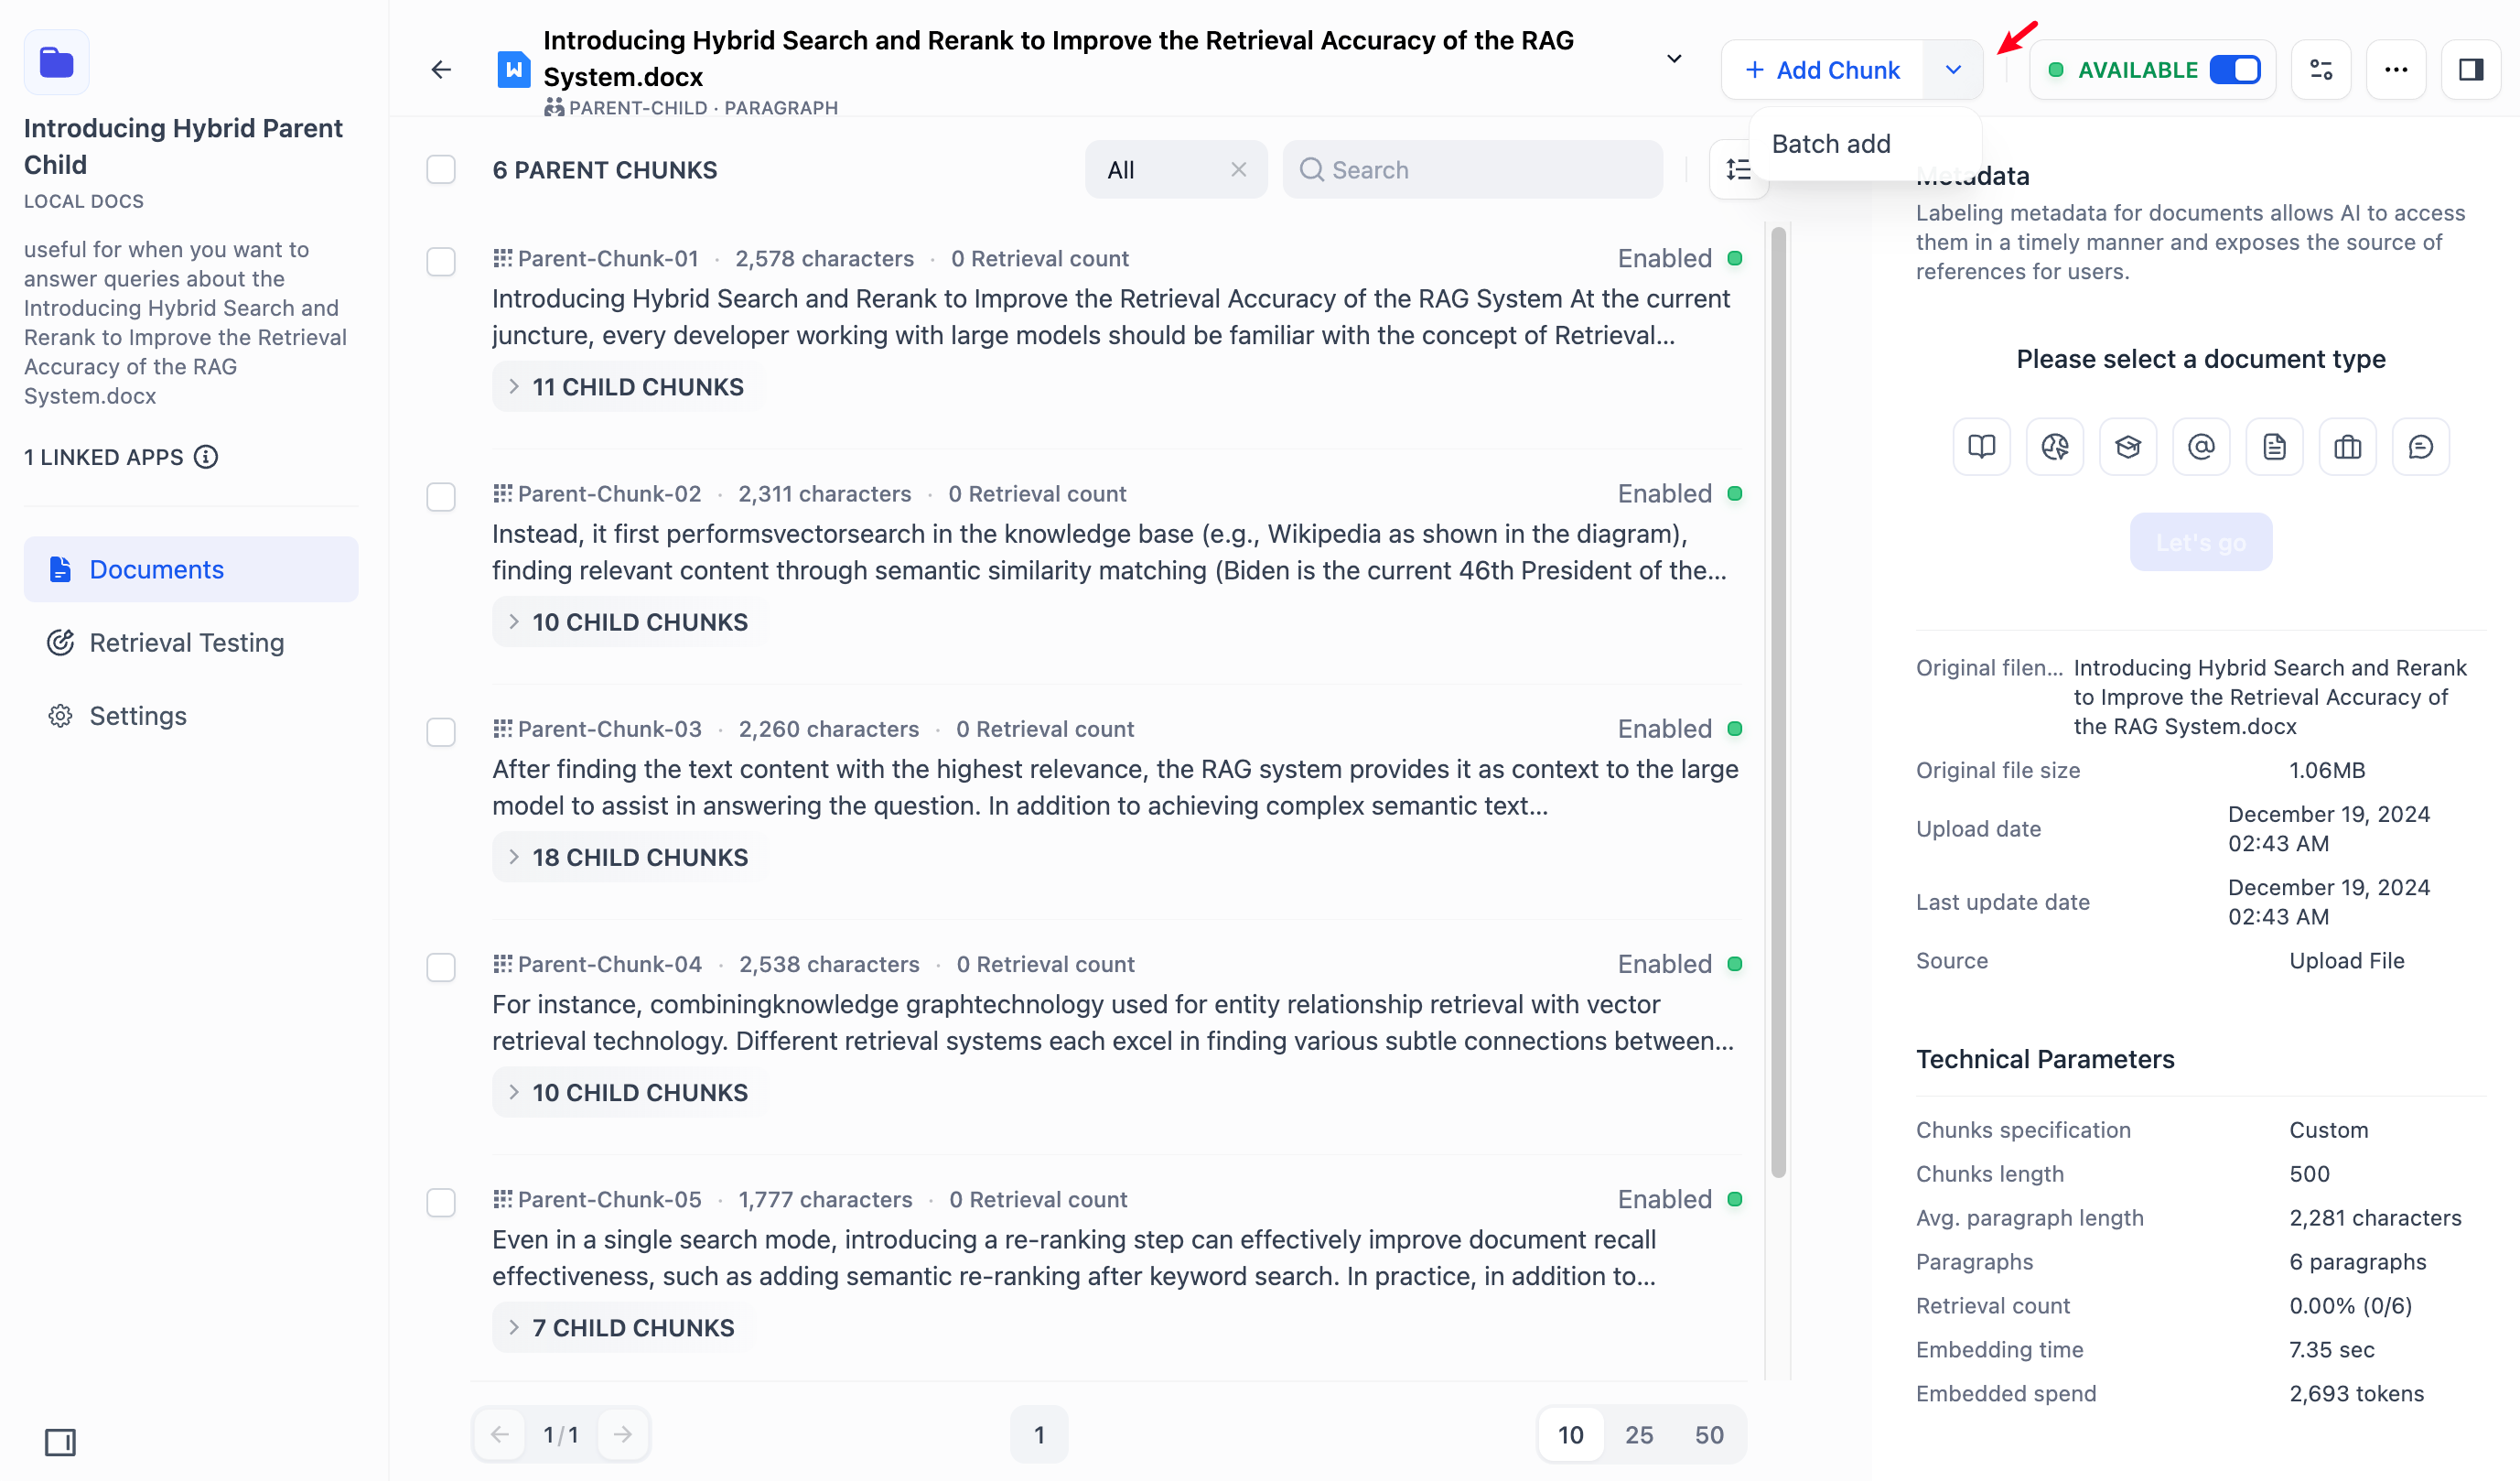 Introducing Hybrid Parent
Child
LOCAL DOCS
useful for when you want to
answer queries about the
Introducing Hybrid Search and
Rerank to Improve the Retrieval
Accuracy of the RAG
System.docx
1 LINKED APPS
Documents
Retrieval Testing
Settings
Introducing Hybrid Search and Rerank to Improve the Retrieval Accuracy of the RAG
System.docx
PARENT-CHILD · PARAGRAPH
+ Add Chunk
AVAILABLE
Batch add
6 PARENT CHUNKS
All
Search
Parent-Chunk-01 · 2,578 characters · 0 Retrieval count
Enabled
Introducing Hybrid Search and Rerank to Improve the Retrieval Accuracy of the RAG System At the current
juncture, every developer working with large models should be familiar with the concept of Retrieval...
11 CHILD CHUNKS
Parent-Chunk-02 · 2,311 characters · 0 Retrieval count
Enabled
Instead, it first performsvectorsearch in the knowledge base (e.g., Wikipedia as shown in the diagram),
finding relevant content through semantic similarity matching (Biden is the current 46th President of the...
10 CHILD CHUNKS
Parent-Chunk-03 · 2,260 characters · 0 Retrieval count
Enabled
After finding the text content with the highest relevance, the RAG system provides it as context to the large
model to assist in answering the question. In addition to achieving complex semantic text...
18 CHILD CHUNKS
Parent-Chunk-04 · 2,538 characters · 0 Retrieval count
Enabled
For instance, combiningknowledge graphtechnology used for entity relationship retrieval with vector
retrieval technology. Different retrieval systems each excel in finding various subtle connections between...
10 CHILD CHUNKS
Parent-Chunk-05 · 1,777 characters · 0 Retrieval count
Enabled
Even in a single search mode, introducing a re-ranking step can effectively improve document recall
effectiveness, such as adding semantic re-ranking after keyword search. In practice, in addition to...
7 CHILD CHUNKS
1/1
1
10 25 50
Metadata
Labeling metadata for documents allows AI to access
them in a timely manner and exposes the source of
references for users.
Please select a document type
Let's go
Original filen... Introducing Hybrid Search and Rerank
to Improve the Retrieval Accuracy of
the RAG System.docx
Original file size 1.06MB
Upload date December 19, 2024
02:43 AM
Last update date December 19, 2024
02:43 AM
Source Upload File
Technical Parameters
Chunks specification Custom
Chunks length 500
Avg. paragraph length 2,281 characters
Paragraphs 6 paragraphs
Retrieval count 0.00% (0/6)
Embedding time 7.35 sec
Embedded spend 2,693 tokens